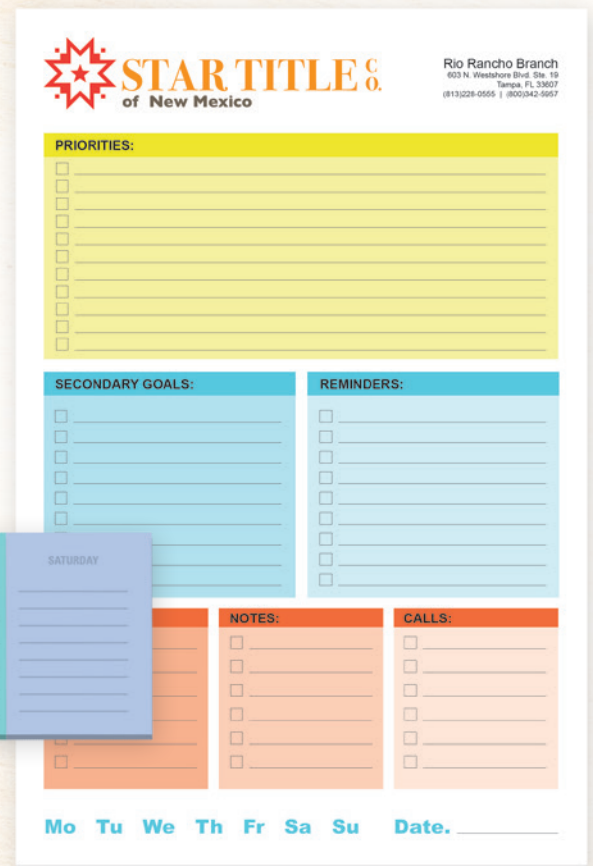 STAR TITLE CO.
of New Mexico
Rio Rancho Branch
603 N. Westshore Blvd. Ste. 19
Tampa, FL 33607
(813)228-0555 | (800)342-5957
PRIORITIES:
SECONDARY GOALS:
REMINDERS:
SATURDAY
NOTES:
CALLS:
Mo Tu We Th Fr Sa Su Date.